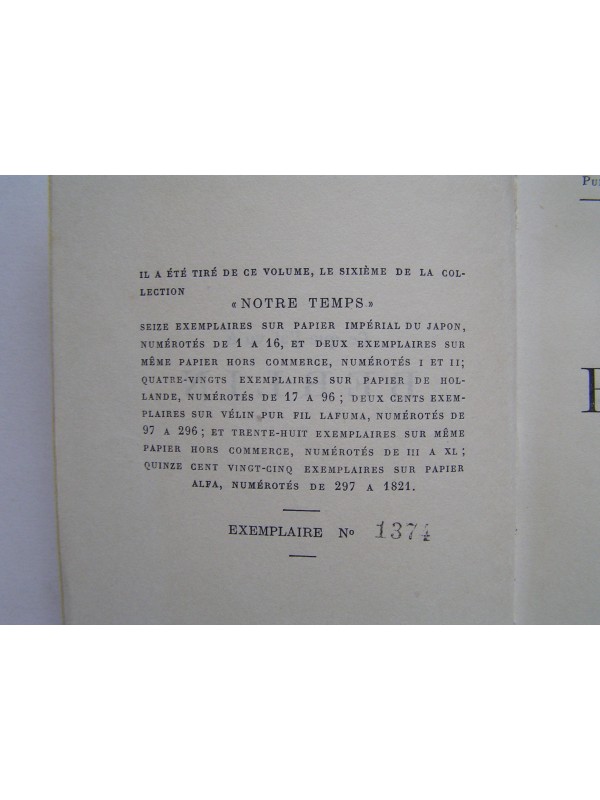 IL A ÉTÉ TIRÉ DE CE VOLUME, LE SIXIÈME DE LA COL-
LECTION
« NOTRE TEMPS »
SEIZE EXEMPLAIRES SUR PAPIER IMPÉRIAL DU JAPON,
NUMÉROTÉS DE 1 A 16, ET DEUX EXEMPLAIRES SUR
MÊME PAPIER HORS COMMERCE, NUMÉROTÉS I ET II;
QUATRE-VINGTS EXEMPLAIRES SUR PAPIER DE HOL-
LANDE, NUMÉROTÉS DE 17 A 96 ; DEUX CENTS EXEM-
PLAIRES SUR VÉLIN PUR FIL LAFUMA, NUMÉROTÉS DE
97 A 296 ; ET TRENTE-HUIT EXEMPLAIRES SUR MÊME
PAPIER HORS COMMERCE, NUMÉROTÉS DE III A XL ;
QUINZE CENT VINGT-CINQ EXEMPLAIRES SUR PAPIER
ALFA, NUMÉROTÉS DE 297 A 1821.
EXEMPLAIRE Nº 1374